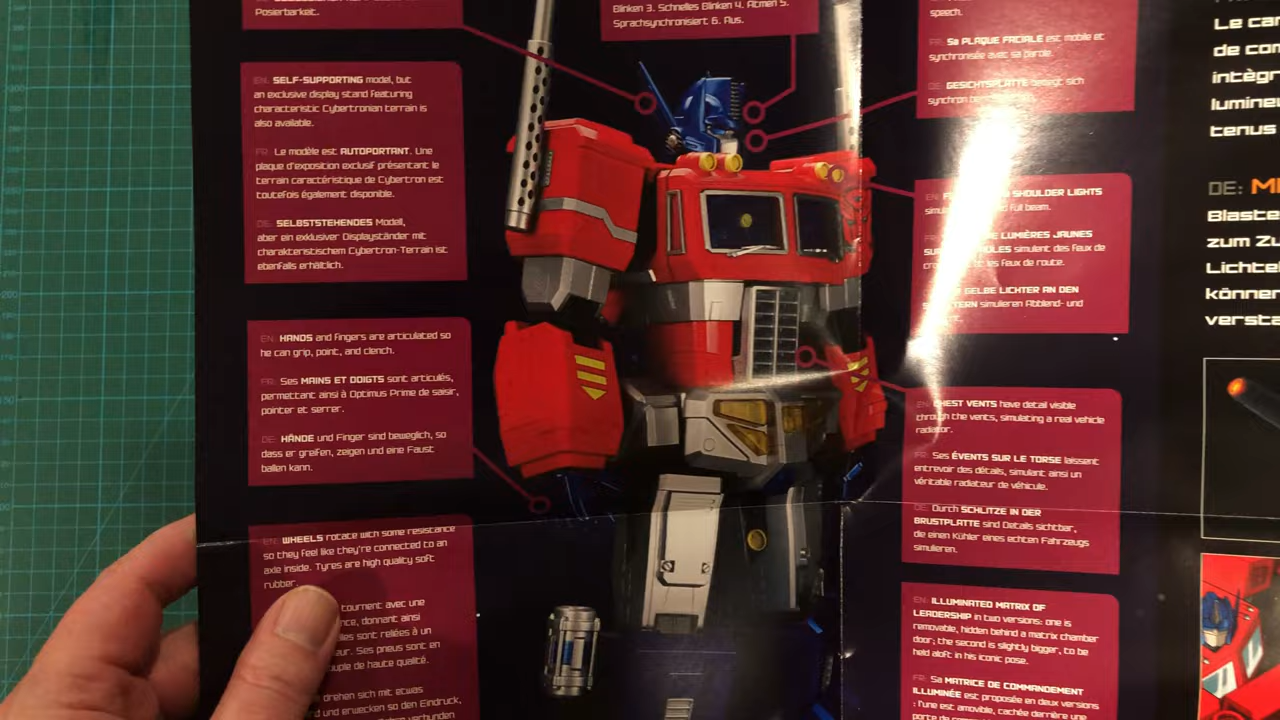 Posierbarkeit.
EN: SELF-SUPPORTING model, but
an exclusive display stand featuring
characteristic Cybertronian terrain is
also available.
FR: Le modèle est AUTOPORTANT. Une
plaque d'exposition exclusif présentant le
terrain caractéristique de Cybertron est
toutefois également disponible.
DE: SELBSTSTEHENDES Modell,
aber ein exklusiver Displayständer mit
charakteristischem Cybertron-Terrain ist
ebenfalls erhältlich.
EN: HANDS and fingers are articulated so
he can grip, point, and clench.
FR: Ses MAINS ET DOIGTS sont articulés,
permettant ainsi à Optimus Prime de saisir,
pointer et serrer.
DE: HÄNDE und Finger sind beweglich, so
dass er greifen, zeigen und eine Faust
ballen kann.
EN: WHEELS rotate with some resistance
so they feel like they're connected to an
axle inside. Tyres are high quality soft
rubber.
tournent avec une
donnant ainsi
sont reliées à un
Ses pneus sont en
de haute qualité.
drehen sich mit etwas
und erwecken so den Eindruck,
verbunden
Blinken 3. Schnelles Blinken 4. Atmen 5.
Sprachsynchronisiert 6. Aus.
speech.
FR: Sa PLAQUE FACIALE est mobile et
synchronisée avec sa parole.
DE: GESICHTSPLATTE bewegt sich
synchron
EN: SHOULDER LIGHTS
full beam.
LUMIÈRES JAUNES
simulent des feux de
les feux de route.
GELBE LICHTER AN DEN
simulieren Abblend- und
EN: CHEST VENTS have detail visible
through the vents, simulating a real vehicle
radiator.
FR: Ses ÉVENTS SUR LE TORSE laissent
entrevoir des détails, simulant ainsi un
véritable radiateur de véhicule.
DE: Durch SCHLITZE IN DER
BRUSTPLATTE sind Details sichtbar,
die einen Kühler eines echten Fahrzeugs
simulieren.
EN: ILLUMINATED MATRIX OF
LEADERSHIP in two versions: one is
removable, hidden behind a matrix chamber
door; the second is slightly bigger, to be
held aloft in his iconic pose.
FR: Sa MATRICE DE COMMANDEMENT
ILLUMINÉE est proposée en deux versions
: l'une est amovible, cachée derrière une
Le
de
DE:
zum